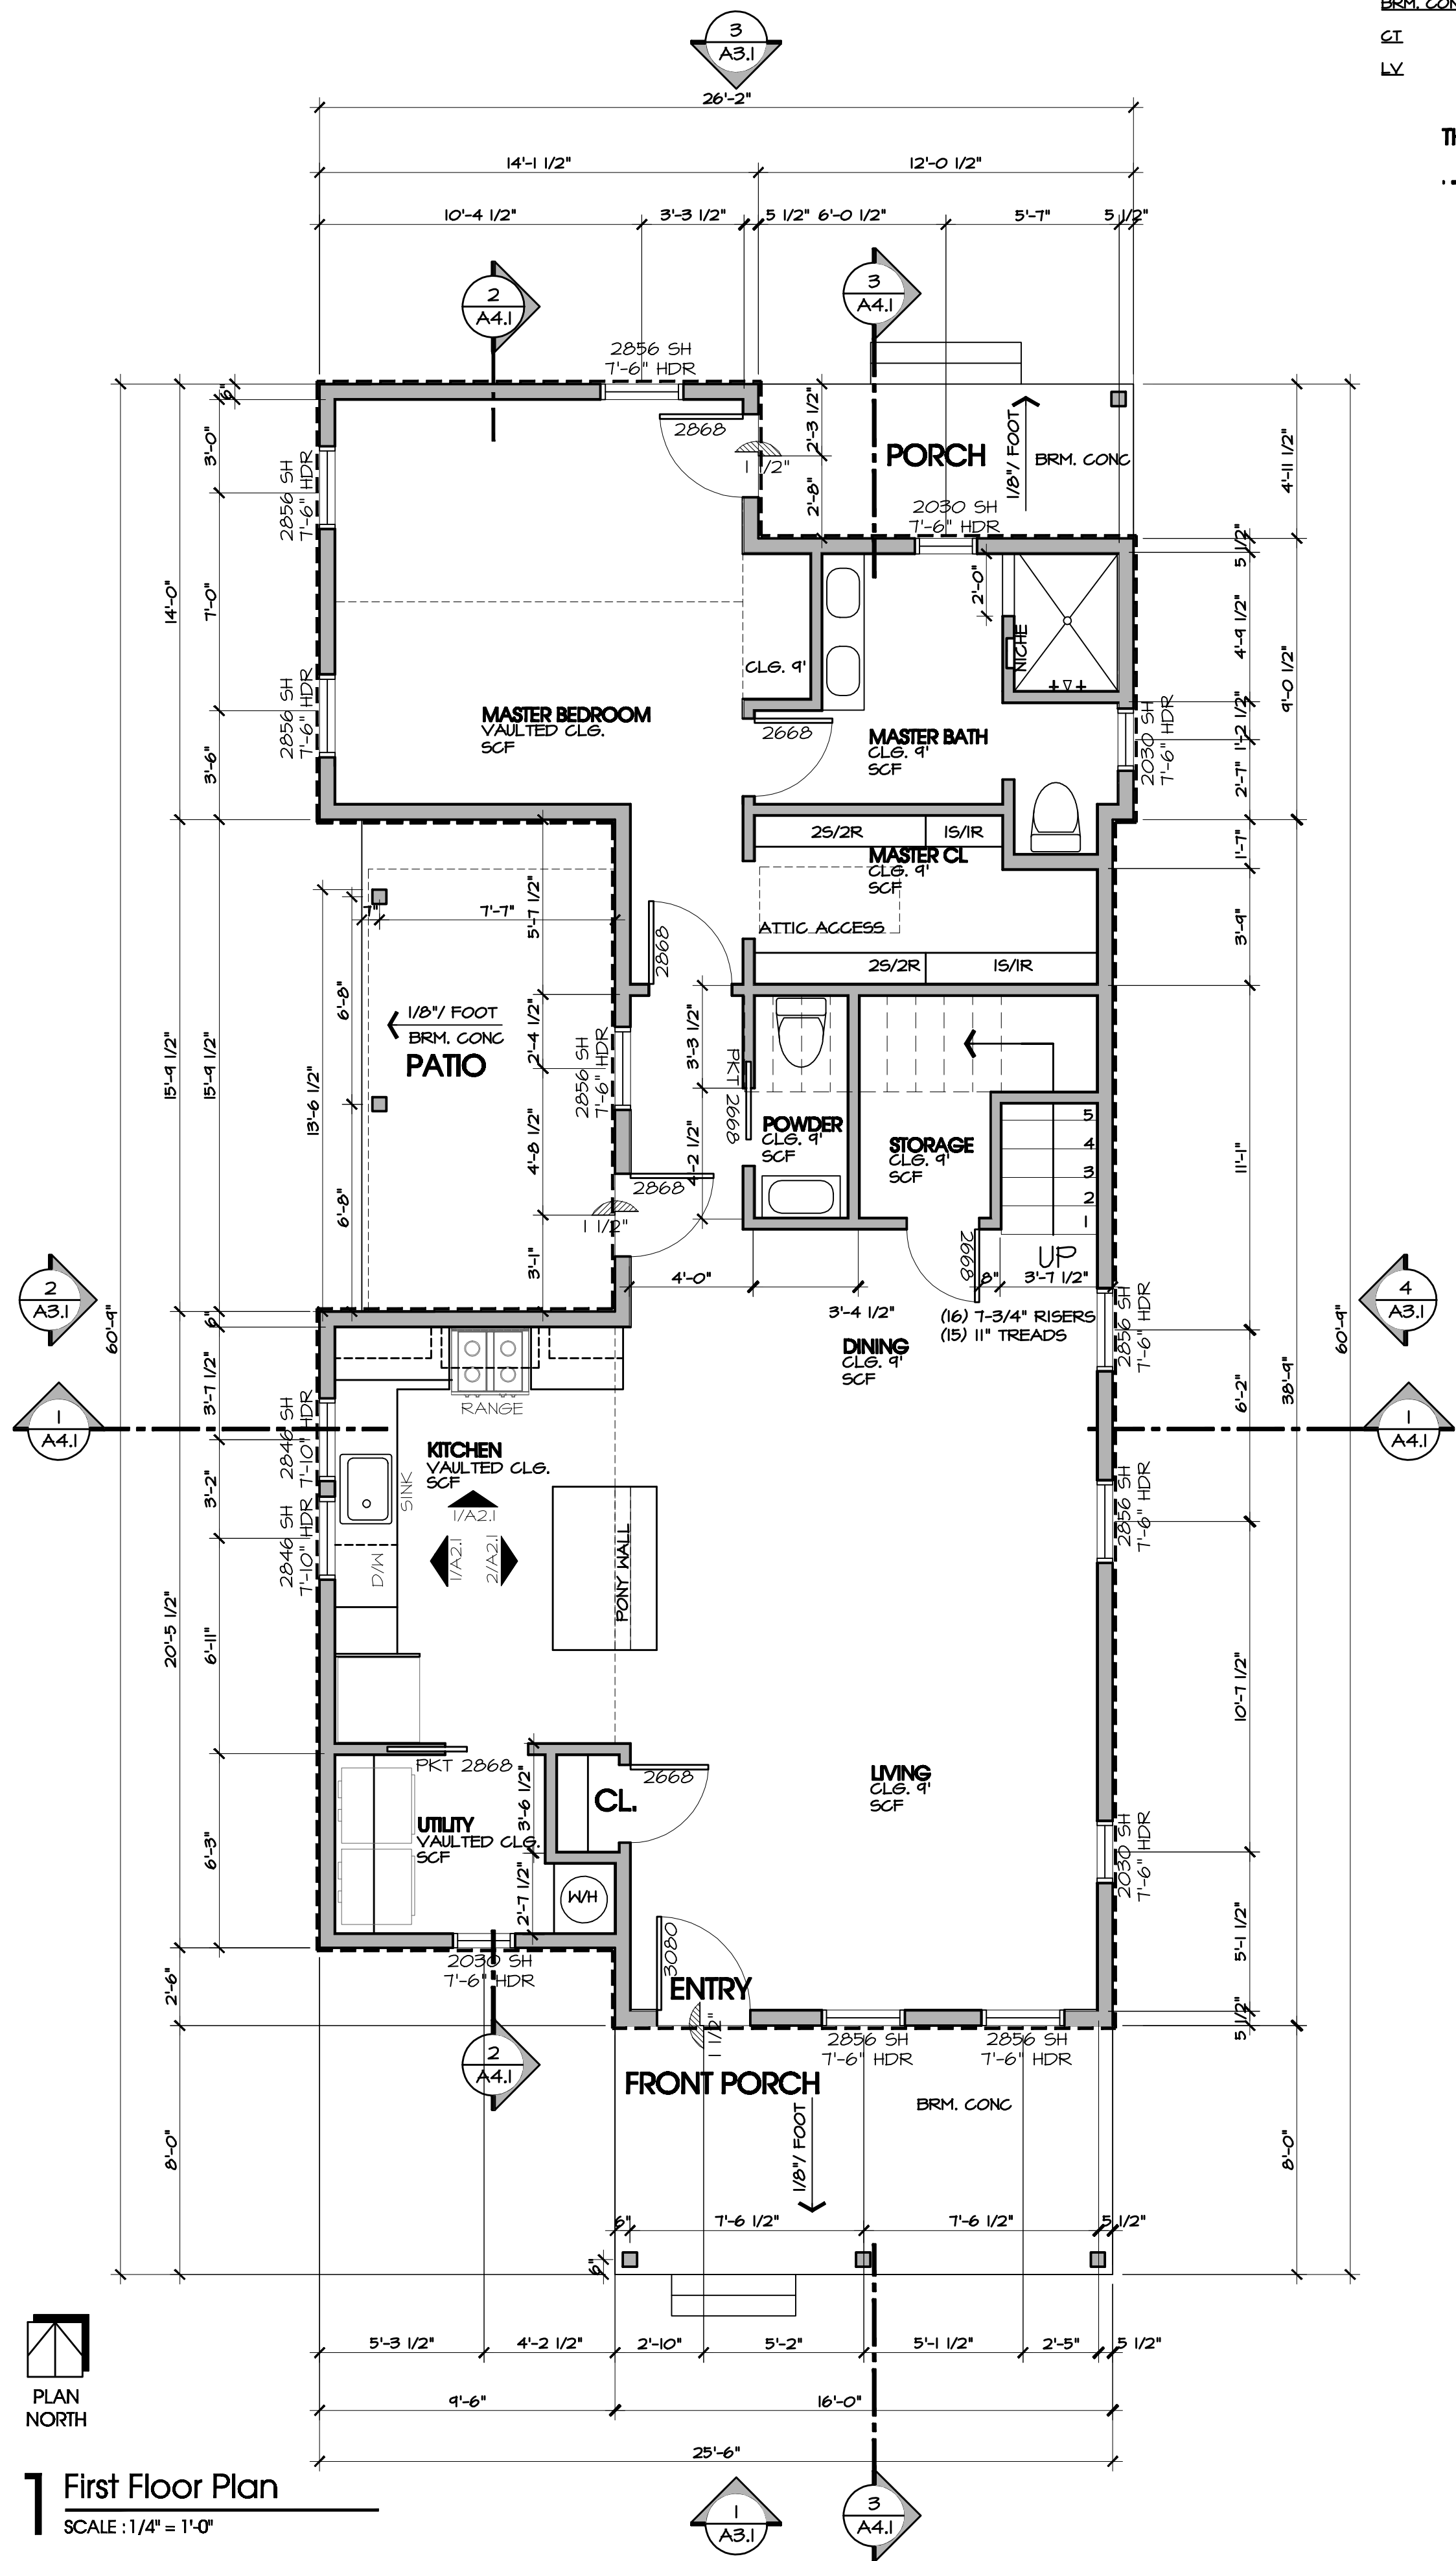 BRM. CON
CT
LV
3
A3.1
26'-2"
14'-1 1/2"
12'-0 1/2"
10'-4 1/2"
3'-3 1/2"
5 1/2"
6'-0 1/2"
5'-7"
5 1/2"
2
A4.1
3
A4.1
2856 SH
7'-6" HDR
2868
1 1/2"
2'-3 1/2"
2'-8"
PORCH
1/8"/ FOOT
BRM. CONC
2030 SH
7'-6" HDR
6"
3'-0"
7'-0"
3'-6"
14'-0"
2856 SH
7'-6" HDR
2856 SH
7'-6" HDR
4'-11 1/2"
5 1/2"
4'-9 1/2"
1'-2 1/2"
2'-7"
9'-0 1/2"
2'-0"
NICHE
CLG. 9'
MASTER BEDROOM
VAULTED CLG.
SCF
2668
MASTER BATH
CLG. 9'
SCF
2030 SH
7'-6" HDR
2S/2R
1S/1R
MASTER CL
CLG. 9'
SCF
ATTIC ACCESS
2S/2R
1S/1R
1'-7"
3'-9"
7"
7'-7"
5'-7 1/2"
2868
6'-8"
1/8"/ FOOT
BRM. CONC
PATIO
2'-4 1/2"
2856 SH
7'-6" HDR
3'-3 1/2"
PKT 2668
15'-9 1/2"
15'-9 1/2"
13'-6 1/2"
6'-8"
4'-8 1/2"
4'-2 1/2"
2868
1 1/2"
3'-1"
POWDER
CLG. 9'
SCF
STORAGE
CLG. 9'
SCF
5
4
3
2
1
UP
2668
11'-1"
4'-0"
3'-4 1/2"
8"
3'-7 1/2"
(16) 7-3/4" RISERS
(15) 11" TREADS
DINING
CLG. 9'
SCF
2
A3.1
60'-9"
4
A3.1
60'-9"
38'-9"
6"
3'-7 1/2"
3'-2"
6'-11"
6'-3"
20'-5 1/2"
2856 SH
7'-6" HDR
6'-2"
1
A4.1
1
A4.1
RANGE
KITCHEN
VAULTED CLG.
SCF
SINK
D/W
1/A2.1
1/A2.1
2/A2.1
PONY WALL
2846 SH
7'-10" HDR
2846 SH
7'-10" HDR
2856 SH
7'-6" HDR
10'-7 1/2"
PKT 2868
2668
CL.
3'-6 1/2"
2'-7 1/2"
UTILITY
VAULTED CLG.
SCF
W/H
LIVING
CLG. 9'
SCF
2030 SH
7'-6" HDR
5'-1 1/2"
5 1/2"
2030 SH
7'-6" HDR
3080
ENTRY
1 1/2"
2856 SH
7'-6" HDR
2856 SH
7'-6" HDR
2'-6"
2
A4.1
FRONT PORCH
BRM. CONC
1/8"/ FOOT
8'-0"
8'-0"
6"
7'-6 1/2"
7'-6 1/2"
5 1/2"
6"
5'-3 1/2"
4'-2 1/2"
2'-10"
5'-2"
5'-1 1/2"
2'-5"
5 1/2"
9'-6"
16'-0"
25'-6"
PLAN
NORTH
1
First Floor Plan
SCALE : 1/4" = 1'-0"
1
A3.1
3
A4.1